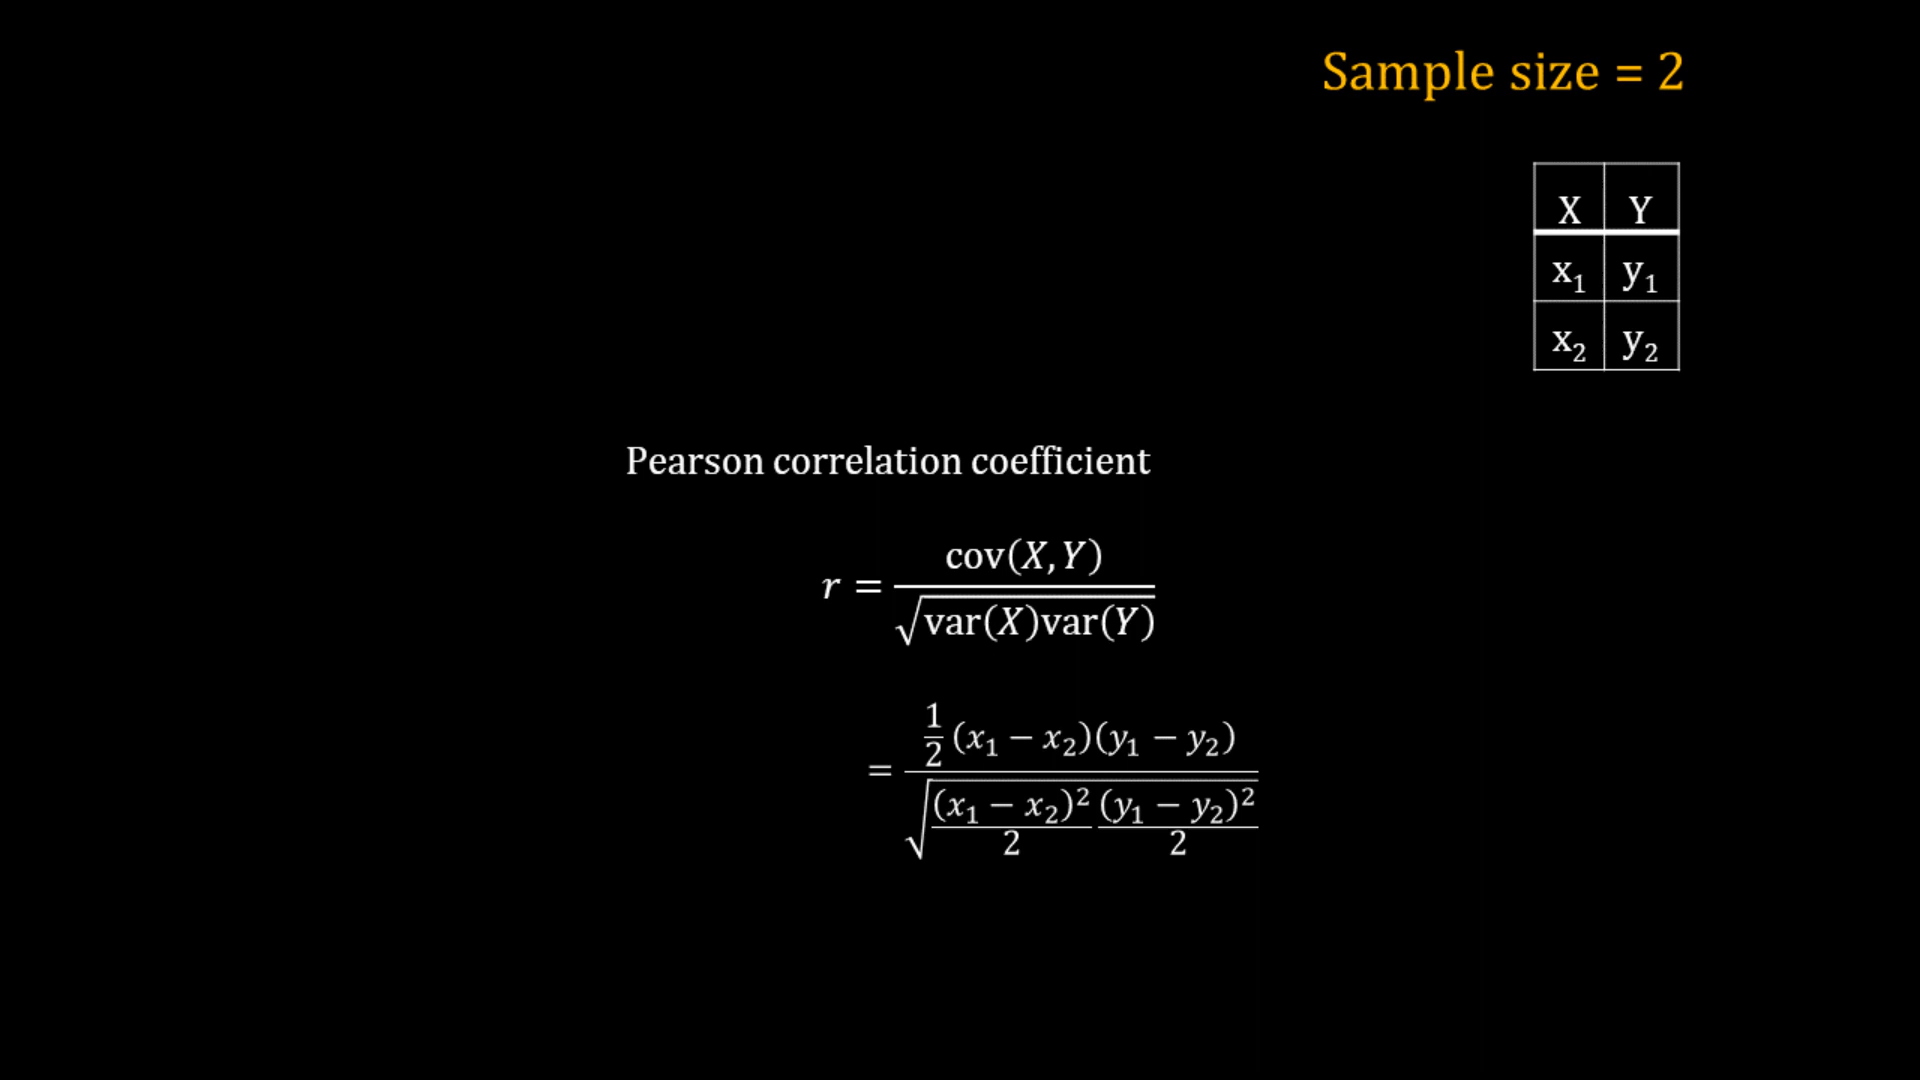 Sample size = 2
X Y
x₁ y₁
x₂ y₂
Pearson correlation coefficient
r = cov(X, Y) / √(var(X)var(Y))
= ½ (x₁ − x₂)(y₁ − y₂) / √((x₁ − x₂)²/2 (y₁ − y₂)²/2)